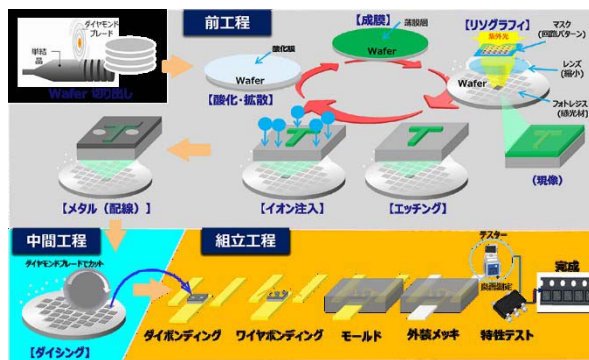 ダイヤモンド
ブレード
単結
晶
Wafer 切り出し
前工程
酸化膜
Wafer
【酸化・拡散】
【成膜】
薄膜層
Wafer
【リソグラフィ】
紫外光
マスク
(回路パターン)
レンズ
(縮小)
Wafer
フォトレジスト
(感光材)
(現像)
【メタル（配線）】
【イオン注入】
【エッチング】
中間工程
ダイヤモンドブレードでカット
【ダイシング】
組立工程
ダイボンディング
ワイヤボンディング
モールド
外装メッキ
テスター
良否測定
特性テスト
完成